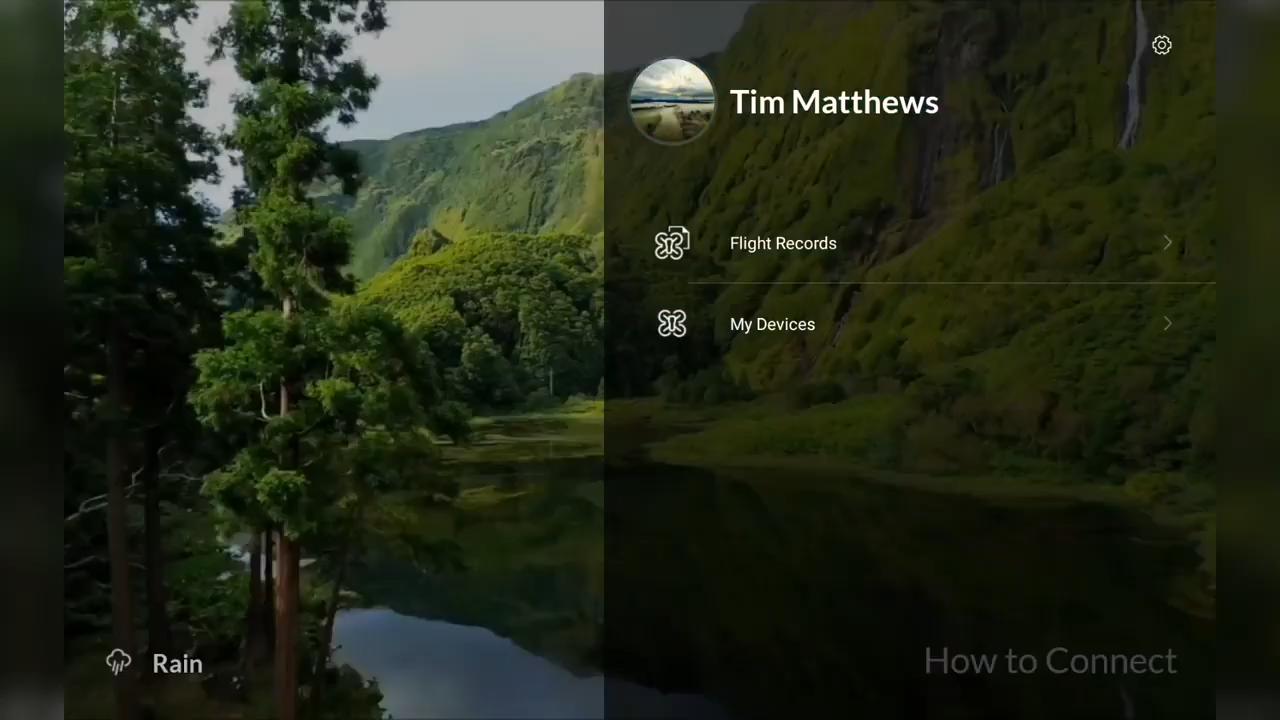 Tim Matthews
Flight Records
My Devices
Rain
How to Connect